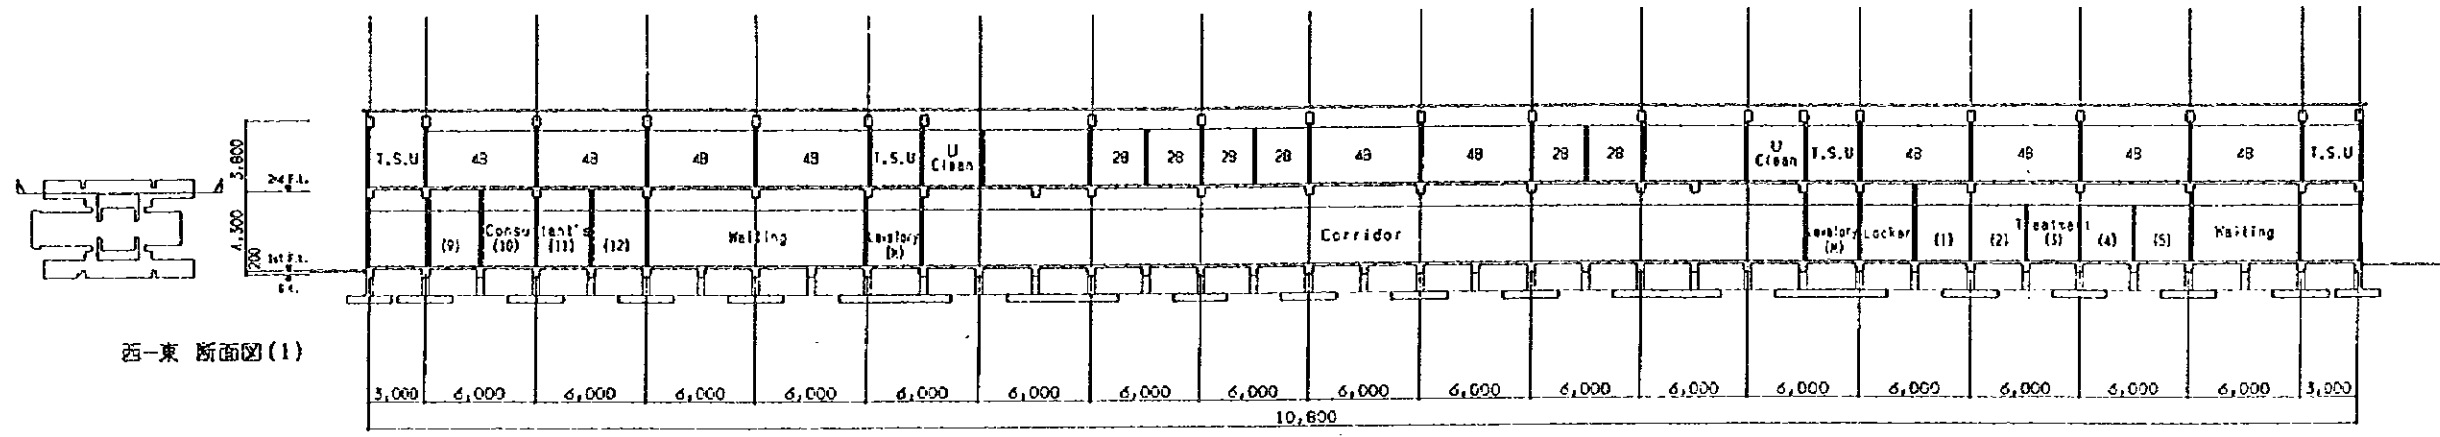 T.S.U 4B 4B 4B 4B T.S.U U Clean 2B 2B 2B 2B 4B 4B 2B 2B U Clean T.S.U 4B 4B 4B 4B T.S.U
3,800
2nd F.L.
4,300
(9) Consultant's (10) (11) (12) Waiting Lavatory Corridor Lavatory (M) Locker (1) (2) Treatment (3) (4) (5) Waiting
200
1st F.L.
G.L.
西-東 断面図(1)
3,000 6,000 6,000 6,000 6,000 6,000 6,000 6,000 6,000 6,000 6,000 6,000 6,000 6,000 6,000 6,000 6,000 6,000 3,000
10,800